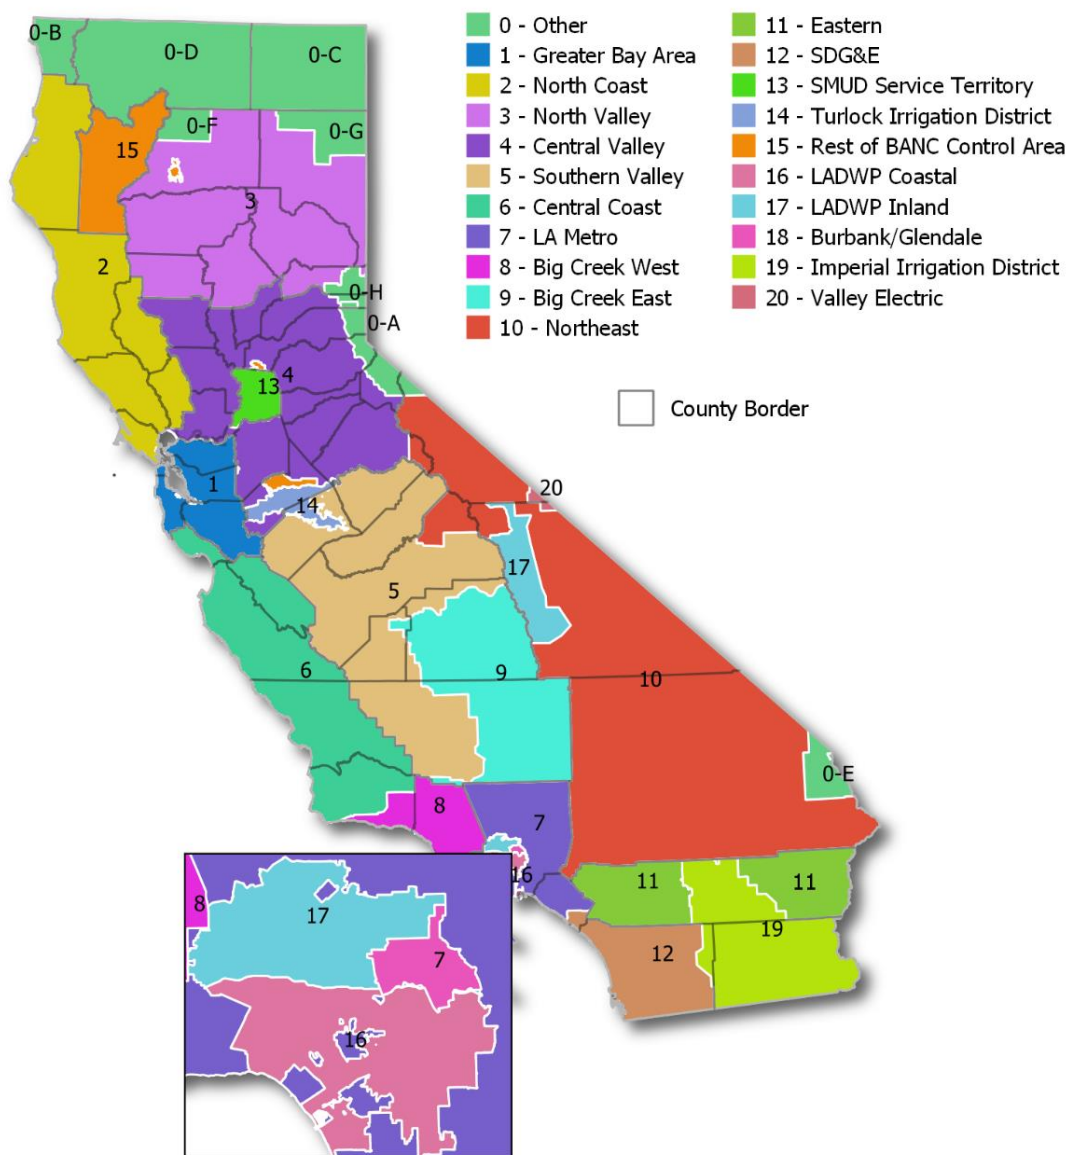 0 - Other
1 - Greater Bay Area
2 - North Coast
3 - North Valley
4 - Central Valley
5 - Southern Valley
6 - Central Coast
7 - LA Metro
8 - Big Creek West
9 - Big Creek East
10 - Northeast
11 - Eastern
12 - SDG&E
13 - SMUD Service Territory
14 - Turlock Irrigation District
15 - Rest of BANC Control Area
16 - LADWP Coastal
17 - LADWP Inland
18 - Burbank/Glendale
19 - Imperial Irrigation District
20 - Valley Electric
County Border
0-B
0-D
0-C
0-F
0-G
15
3
2
0-H
0-A
13
4
1
14
20
17
5
6
9
10
0-E
8
7
16
11
11
19
12
8
17
7
16